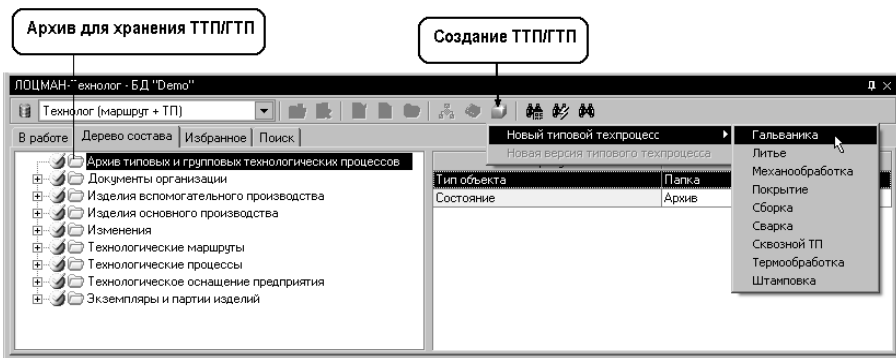 Архив для хранения ТТП/ГТП
Создание ТТП/ГТП
ЛОЦМАН-Технолог - БД "Demo"
Технолог (маршрут + ТП)
В работе Дерево состава Избранное Поиск
Новый типовой техпроцесс
Новая версия типового техпроцесса
Гальваника
Литье
Механообработка
Покрытие
Сборка
Сварка
Сквозной ТП
Термообработка
Штамповка
Архив типовых и групповых технологических процессов
Документы организации
Изделия вспомогательного производства
Изделия основного производства
Изменения
Технологические маршруты
Технологические процессы
Технологическое оснащение предприятия
Экземпляры и партии изделий
Тип объекта Папка
Состояние Архив